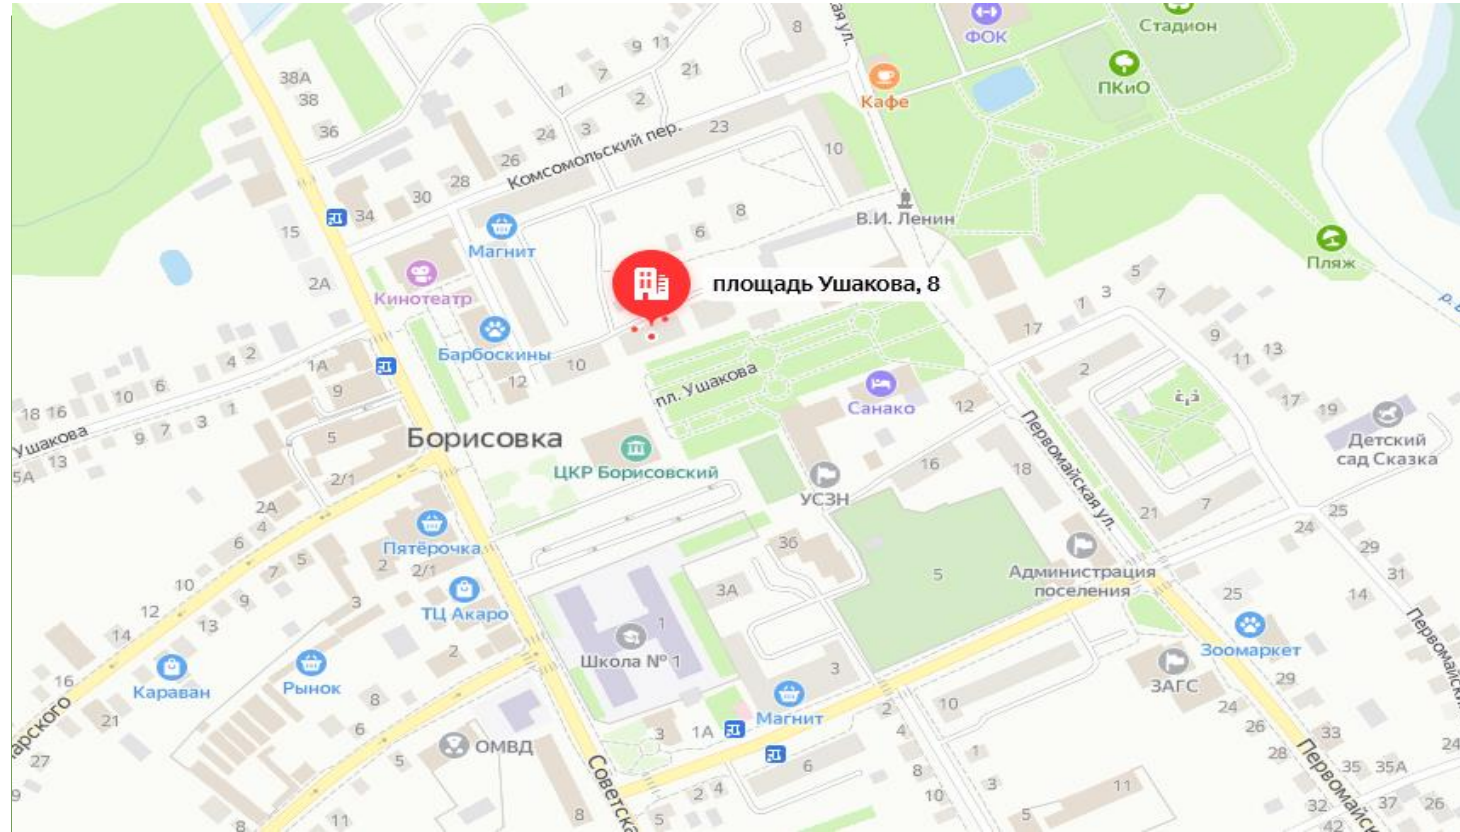 ая ул.
8
ФОК
Стадион
9
11
38А
7
21
Кафе
ПКиО
38
1
2
36
24
3
23
Комсомольский пер.
10
26
28
30
34
В.И. Ленин
8
15
Магнит
6
Пляж
2А
Кинотеатр
площадь Ушакова, 8
5
3
7
1
р. В
17
9
Барбоскины
11
13
4
2
1А
10
2
12
пл. Ушакова
6
10
9
Санако
12
17
19
18
16
1
3
7
9
Ушакова
5
Борисовка
Первомайская ул.
Детский
сад Сказка
5А
13
2/1
ЦКР Борисовский
16
18
УСЗН
2А
4
21
7
25
24
6
Пятёрочка
36
29
7
5
2
2/1
Администрация
поселения
5
31
10
12
3
ТЦ Акаро
3А
25
14
14
13
1
2
Школа № 1
3
Зоомаркет
Первомайск
16
Караван
Рынок
ЗАГС
29
арского
21
8
Магнит
2
10
24
6
3
1А
4
26
33
27
5
ОМВД
Советска
6
8
1
28
Первомайск
35
35А
24
9
2
4
10
3
11
8
11
8
5
5
32
37
26
42